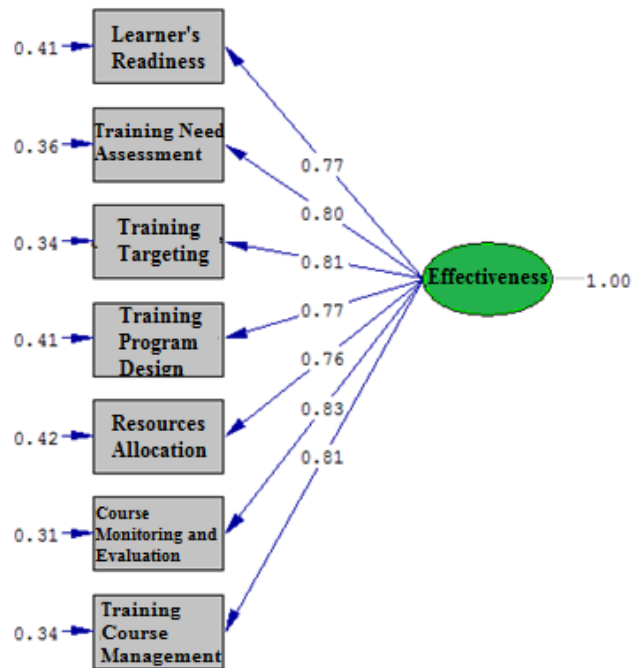 0.41
Learner's
Readiness
0.36
Training Need
Assessment
0.34
Training
Targeting
0.41
Training
Program
Design
0.42
Resources
Allocation
0.31
Course
Monitoring and
Evaluation
0.34
Training
Course
Management
0.77
0.80
0.81
0.77
0.76
0.83
0.81
Effectiveness
1.00